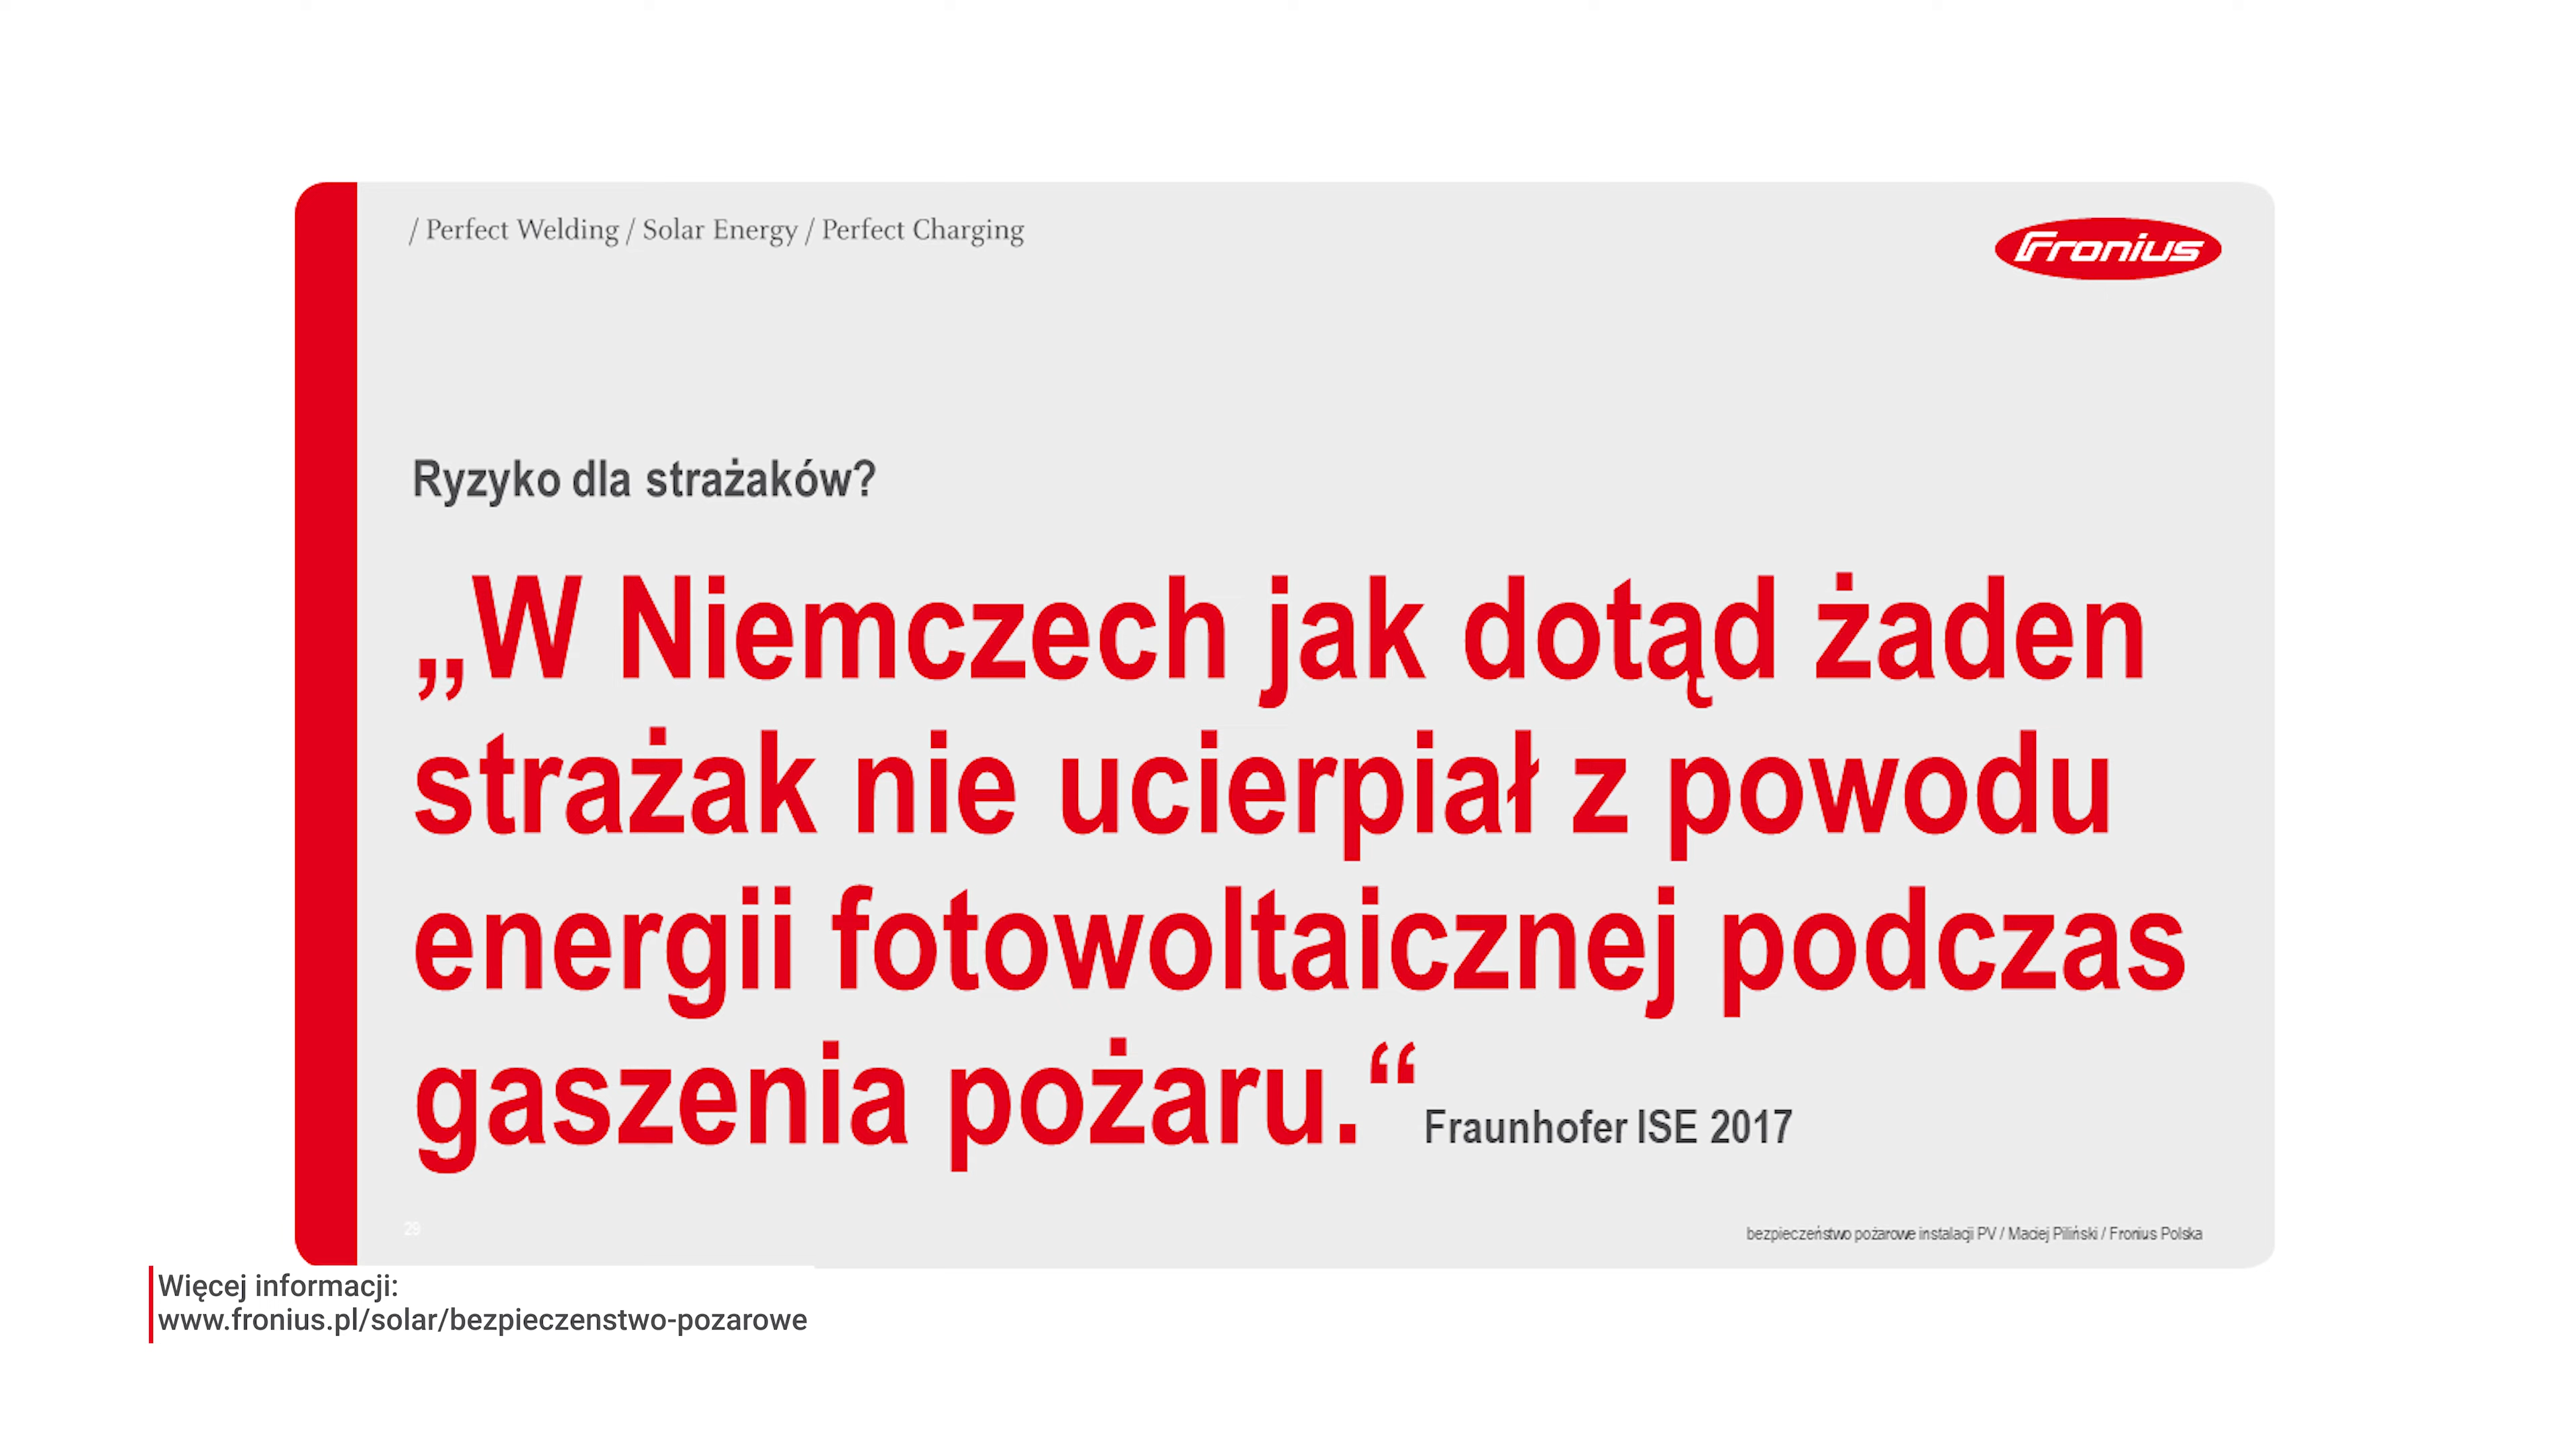 / Perfect Welding / Solar Energy / Perfect Charging
Fronius
Ryzyko dla strażaków?
„W Niemczech jak dotąd żaden
strażak nie ucierpiał z powodu
energii fotowoltaicznej podczas
gaszenia pożaru.“ Fraunhofer ISE 2017
29
bezpieczeństwo pożarowe instalacji PV / Maciej Piliński / Fronius Polska
Więcej informacji:
www.fronius.pl/solar/bezpieczenstwo-pozarowe